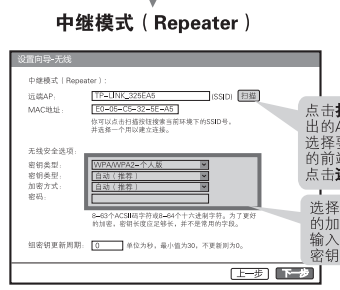 中继模式（Repeater）
设置向导-无线
中继模式（Repeater）：
远端AP:
TP-LINK_325EA5
(SSID)
扫描
MAC地址:
E0-05-C5-32-5E-A5
你可以点击扫描按钮搜索当前环境下的SSID号,
并选择一个用以建立连接。
点击
出的
选择
的前
点击
无线安全选项:
密钥类型:
WPA/WPA2-个人版
密钥类型:
自动（推荐）
加密方式:
自动（推荐）
密码:
8-63个ACSII码字符或8-64个十六进制字符。为了更好
的加密，密钥长度应足够长，并不是常用的字段。
选择
的加
输入
密钥
组密钥更新周期:
0
单位为秒，最小值为30，不更新则为0。
上一步
下一步